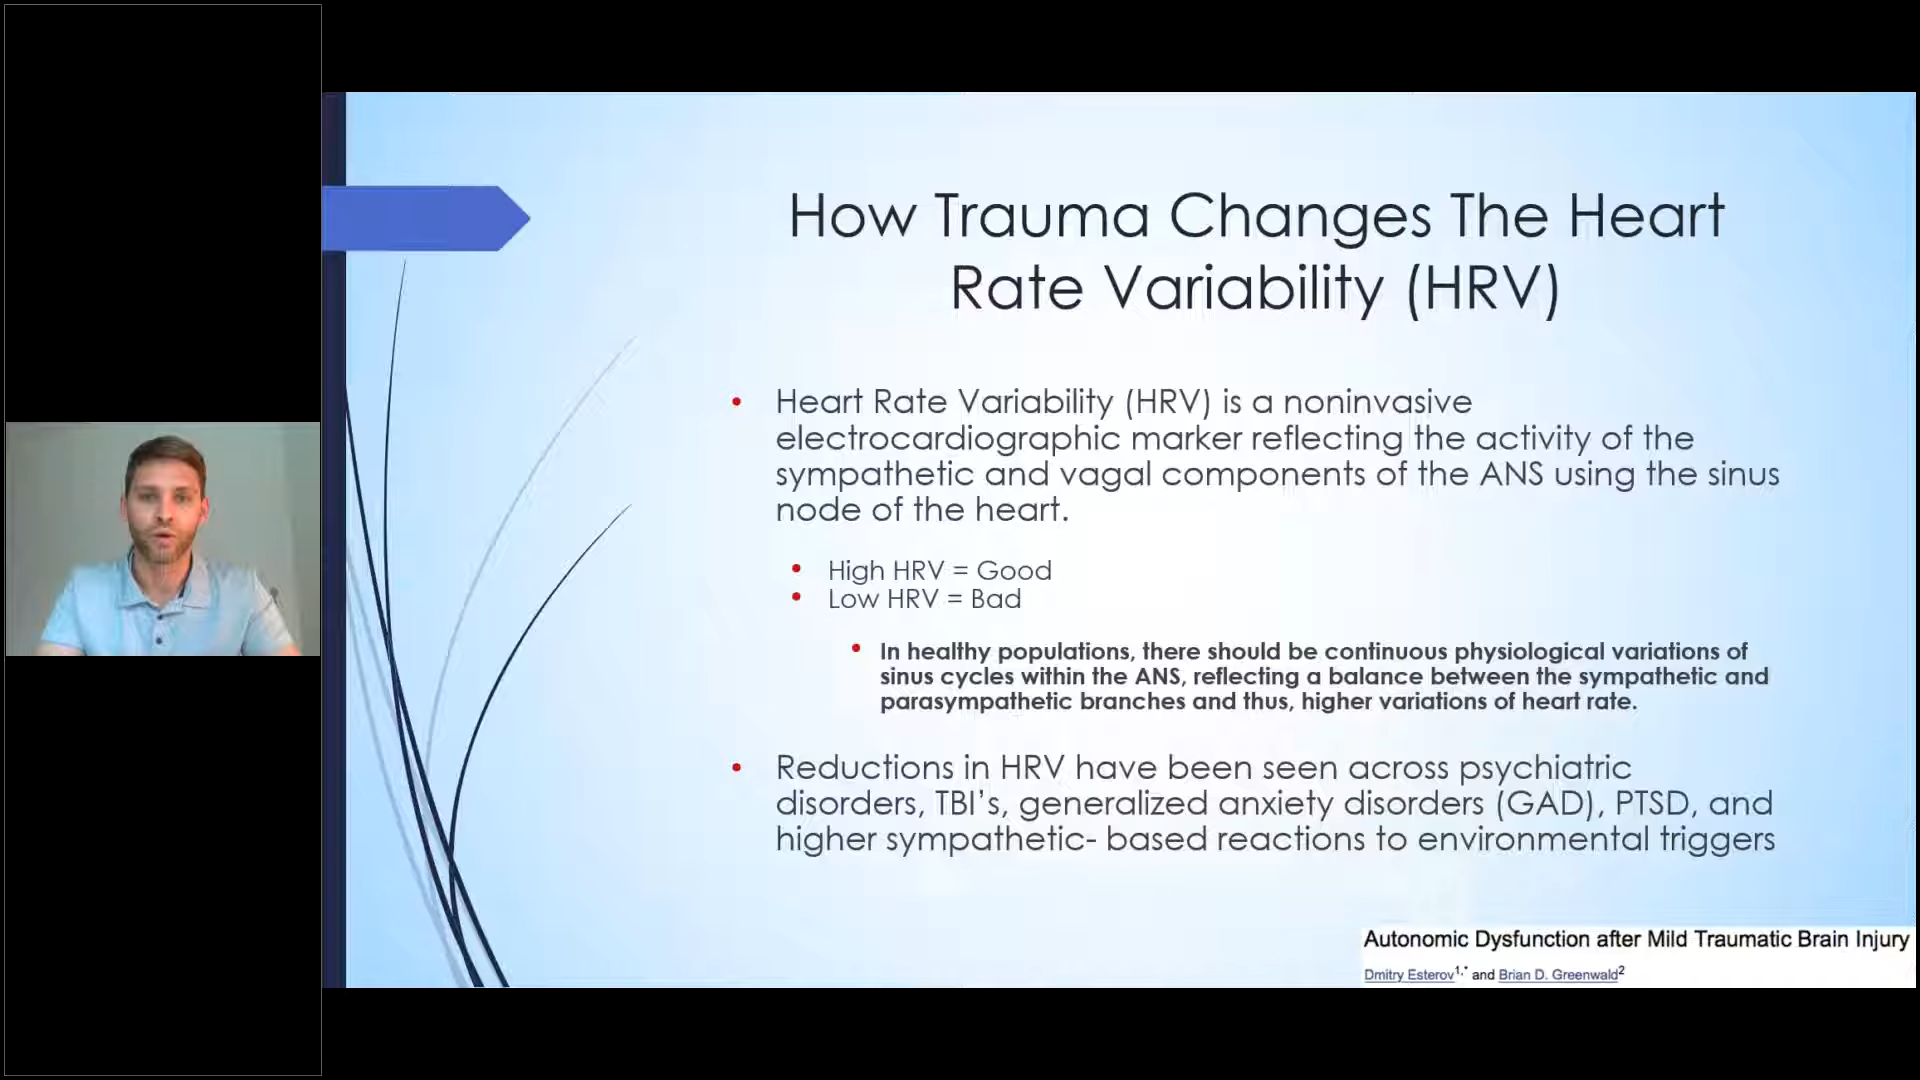 How Trauma Changes The Heart
Rate Variability (HRV)
• Heart Rate Variability (HRV) is a noninvasive
electrocardiographic marker reflecting the activity of the
sympathetic and vagal components of the ANS using the sinus
node of the heart.
• High HRV = Good
• Low HRV = Bad
• In healthy populations, there should be continuous physiological variations of
sinus cycles within the ANS, reflecting a balance between the sympathetic and
parasympathetic branches and thus, higher variations of heart rate.
• Reductions in HRV have been seen across psychiatric
disorders, TBI’s, generalized anxiety disorders (GAD), PTSD, and
higher sympathetic- based reactions to environmental triggers
Autonomic Dysfunction after Mild Traumatic Brain Injury
Dmitry Esterov1,* and Brian D. Greenwald2